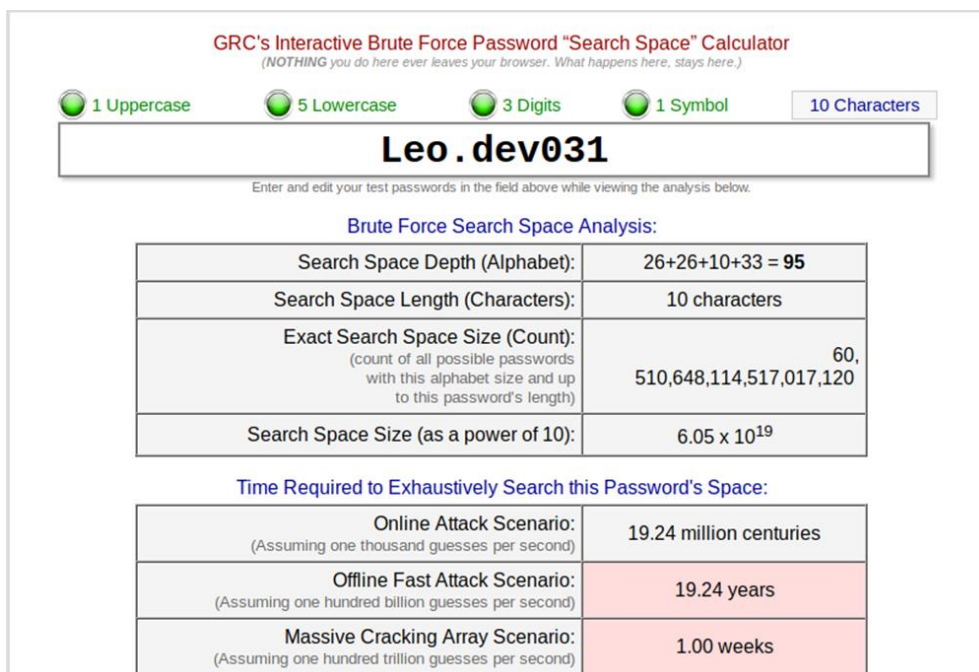 GRC's Interactive Brute Force Password “Search Space” Calculator
(NOTHING you do here ever leaves your browser. What happens here, stays here.)
1 Uppercase 5 Lowercase 3 Digits 1 Symbol 10 Characters
Leo.dev031
Enter and edit your test passwords in the field above while viewing the analysis below.
Brute Force Search Space Analysis:
Search Space Depth (Alphabet): 26+26+10+33 = 95
Search Space Length (Characters): 10 characters
Exact Search Space Size (Count):
(count of all possible passwords
with this alphabet size and up
to this password's length)
60,
510,648,114,517,017,120
Search Space Size (as a power of 10): 6.05 x 10¹⁹
Time Required to Exhaustively Search this Password's Space:
Online Attack Scenario:
(Assuming one thousand guesses per second)
19.24 million centuries
Offline Fast Attack Scenario:
(Assuming one hundred billion guesses per second)
19.24 years
Massive Cracking Array Scenario:
(Assuming one hundred trillion guesses per second)
1.00 weeks